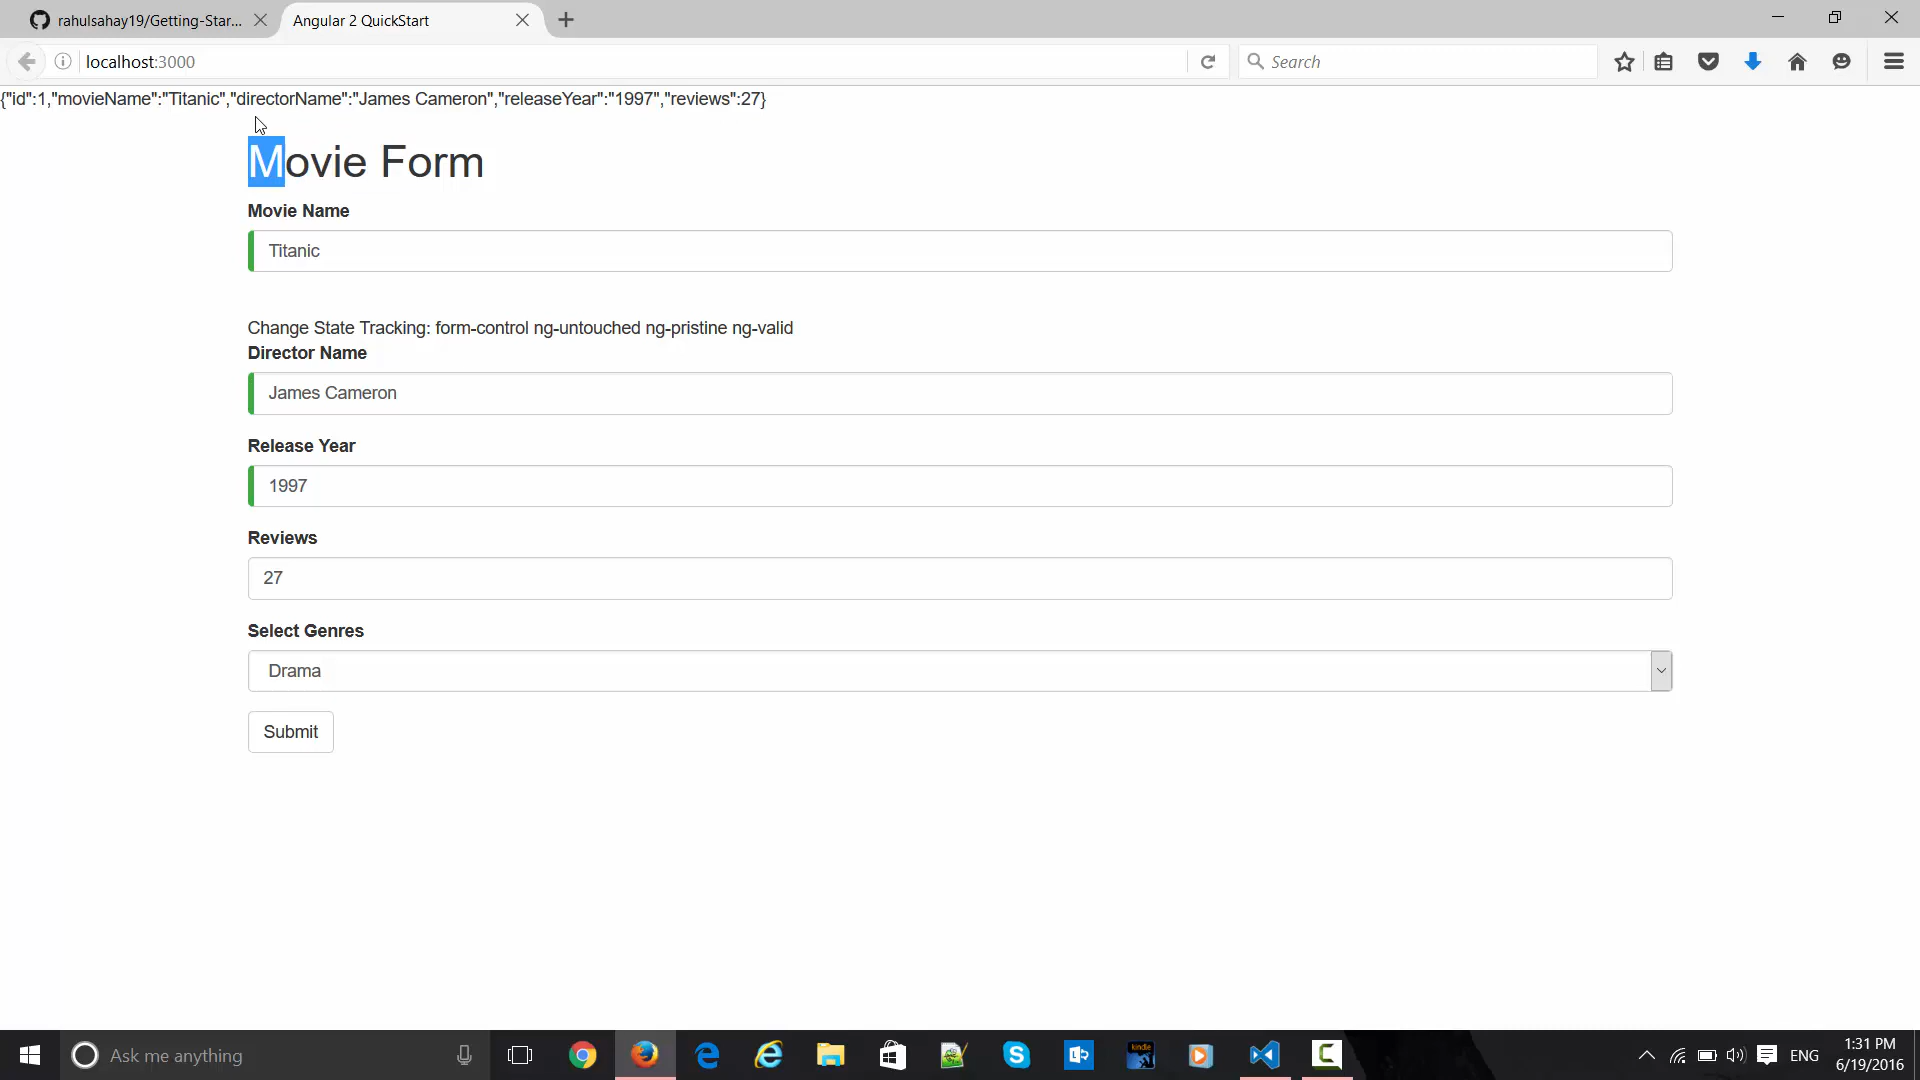 rahulsahay19/Getting-Star...
Angular 2 QuickStart
localhost:3000
Search
{"id":1,"movieName":"Titanic","directorName":"James Cameron","releaseYear":"1997","reviews":27}
Movie Form
Movie Name
Titanic
Change State Tracking: form-control ng-untouched ng-pristine ng-valid
Director Name
James Cameron
Release Year
1997
Reviews
27
Select Genres
Drama
Submit
Ask me anything
kindle
ENG
1:31 PM
6/19/2016